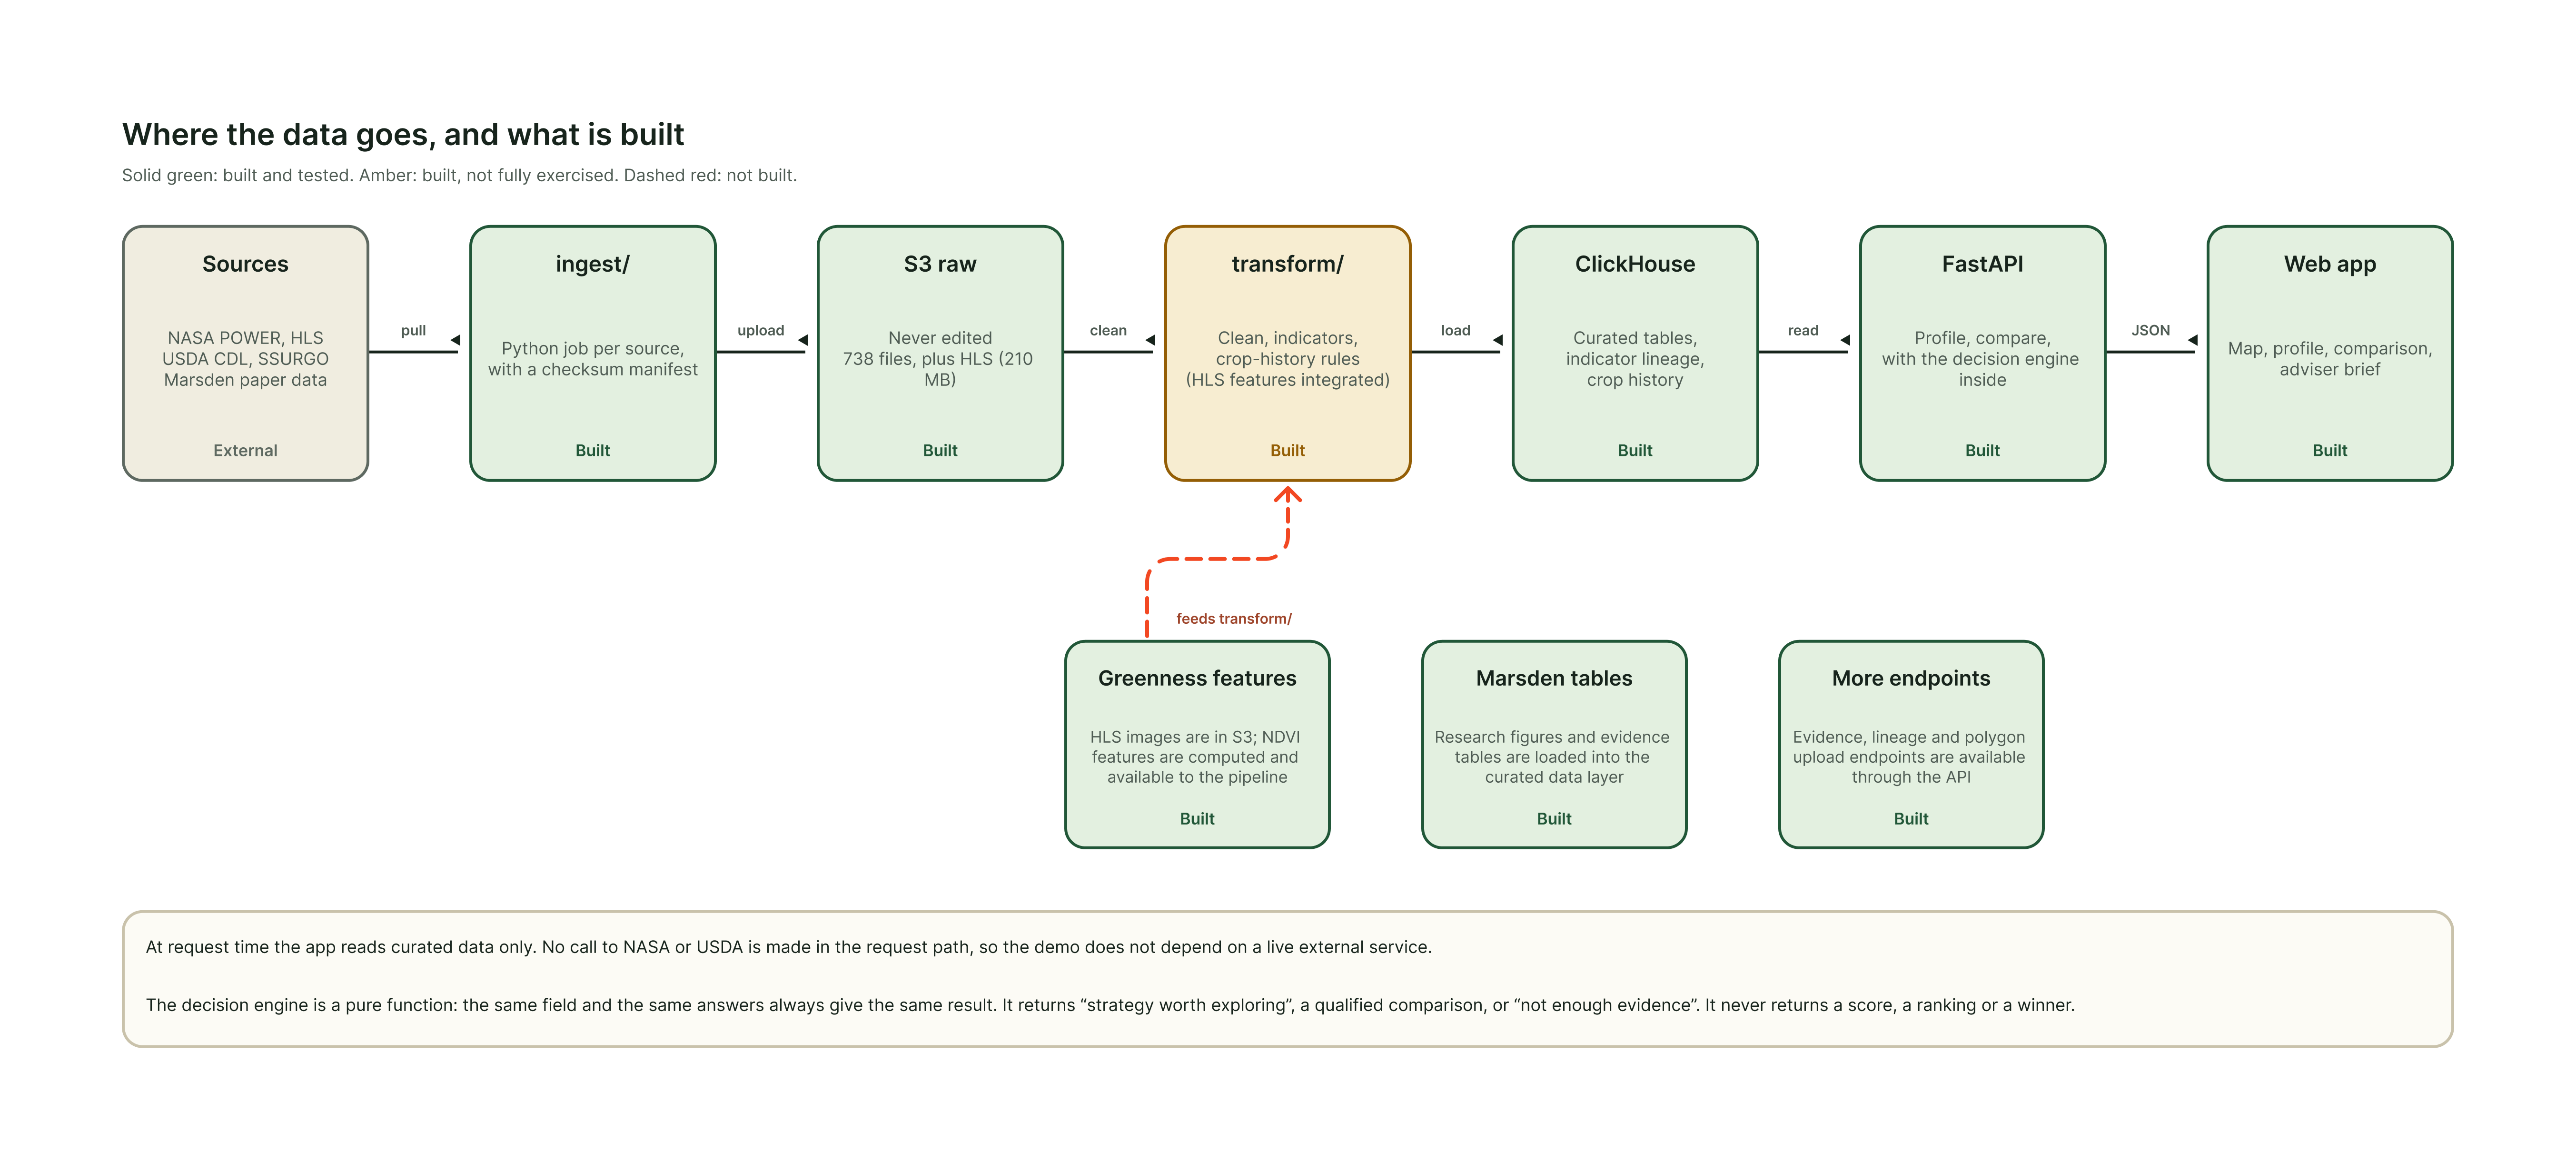 Where the data goes, and what is built
Solid green: built and tested. Amber: built, not fully exercised. Dashed red: not built.
Sources
NASA POWER, HLS
USDA CDL, SSURGO
Marsden paper data
External
pull
ingest/
Python job per source,
with a checksum manifest
Built
upload
S3 raw
Never edited
738 files, plus HLS (210
MB)
Built
clean
transform/
Clean, indicators,
crop-history rules
(HLS features integrated)
Built
load
ClickHouse
Curated tables,
indicator lineage,
crop history
Built
read
FastAPI
Profile, compare,
with the decision engine
inside
Built
JSON
Web app
Map, profile, comparison,
adviser brief
Built
feeds transform/
Greenness features
HLS images are in S3; NDVI
features are computed and
available to the pipeline
Built
Marsden tables
Research figures and evidence
tables are loaded into the
curated data layer
Built
More endpoints
Evidence, lineage and polygon
upload endpoints are available
through the API
Built
At request time the app reads curated data only. No call to NASA or USDA is made in the request path, so the demo does not depend on a live external service.
The decision engine is a pure function: the same field and the same answers always give the same result. It returns “strategy worth exploring”, a qualified comparison, or “not enough evidence”. It never returns a score, a ranking or a winner.